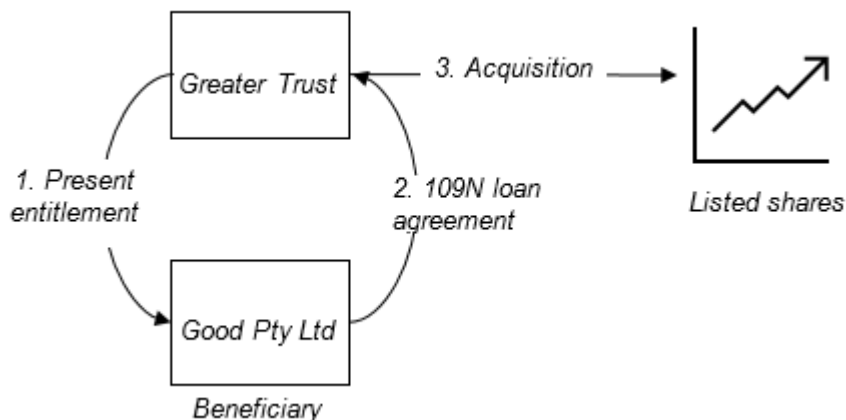 Greater Trust
3. Acquisition
1. Present
entitlement
2. 109N loan
agreement
Listed shares
Good Pty Ltd
Beneficiary